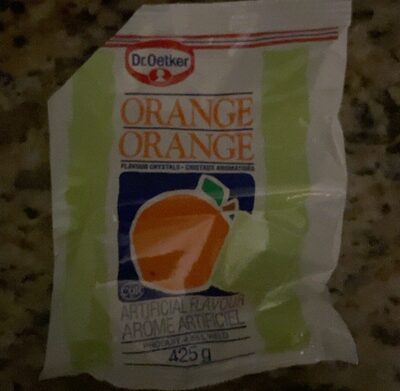 Dr.Oetker
ORANGE
ORANGE
FLAVOUR CRYSTALS • CRISTAUX AROMATISÉS
ARTIFICIAL FLAVOUR
ARÔME ARTIFICIEL
425 g